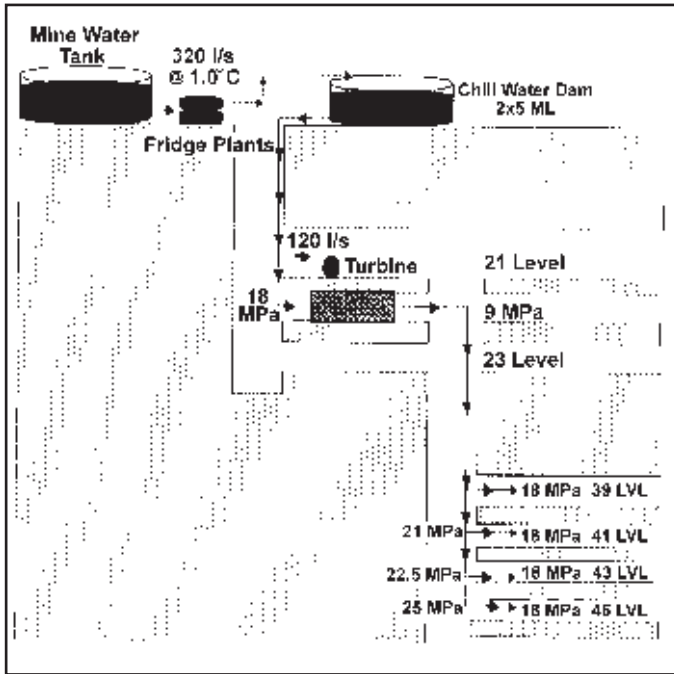 Mine Water
Tank
320 l/s
@ 1.0°C
Fridge Plants
Chill Water Dam
2x5 ML
120 l/s
Turbine
21 Level
18
MPa
9 MPa
23 Level
18 MPa 39 LVL
21 MPa
18 MPa 41 LVL
22.5 MPa
18 MPa 43 LVL
25 MPa
18 MPa 45 LVL